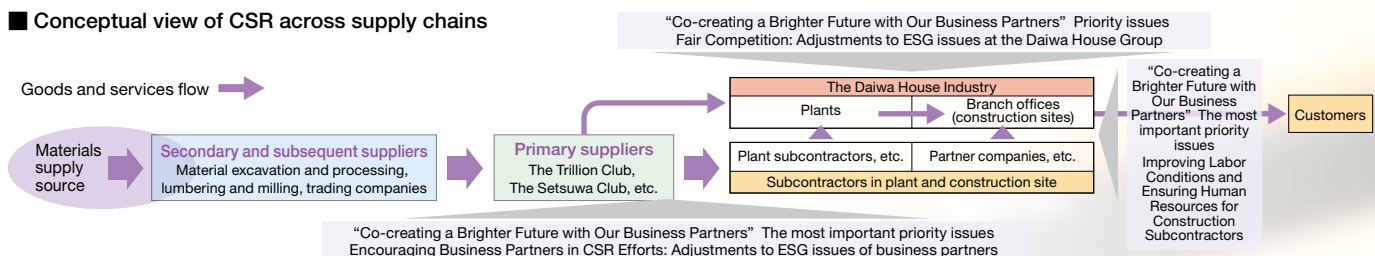 ■ Conceptual view of CSR across supply chains
“Co-creating a Brighter Future with Our Business Partners” Priority issues
Fair Competition: Adjustments to ESG issues at the Daiwa House Group
Goods and services flow
Materials
supply
source
Secondary and subsequent suppliers
Material excavation and processing,
lumbering and milling, trading companies
Primary suppliers
The Trillion Club,
The Setsuwa Club, etc.
The Daiwa House Industry
Plants
Branch offices
(construction sites)
Plant subcontractors, etc.
Partner companies, etc.
Subcontractors in plant and construction site
“Co-creating a
Brighter Future with
Our Business
Partners” The most
important priority
issues
Improving Labor
Conditions and
Ensuring Human
Resources for
Construction
Subcontractors
Customers
“Co-creating a Brighter Future with Our Business Partners” The most important priority issues
Encouraging Business Partners in CSR Efforts: Adjustments to ESG issues of business partners